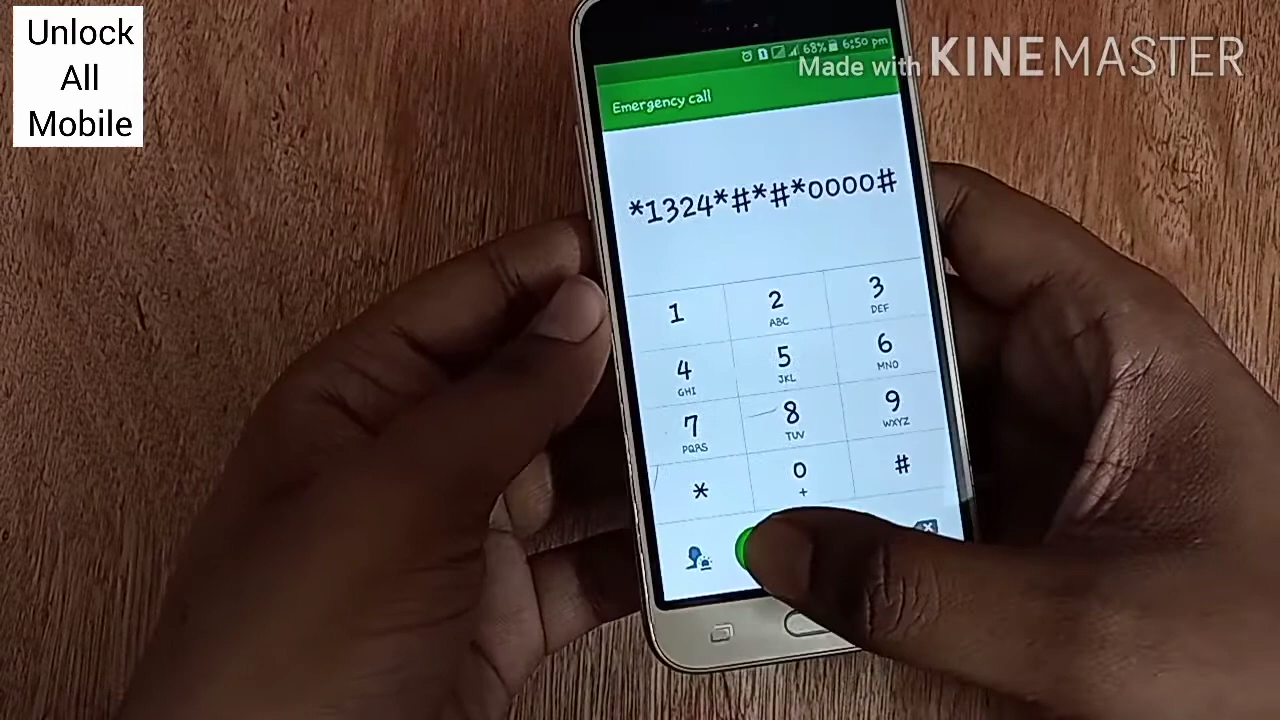 Unlock
All
Mobile
68% 6:50 pm
Made with KINEMASTER
Emergency call
*1324*#*#*0000#
1 2 3
ABC DEF
4 5 6
GHI JKL MNO
7 8 9
PQRS TUV WXYZ
* 0 #
+